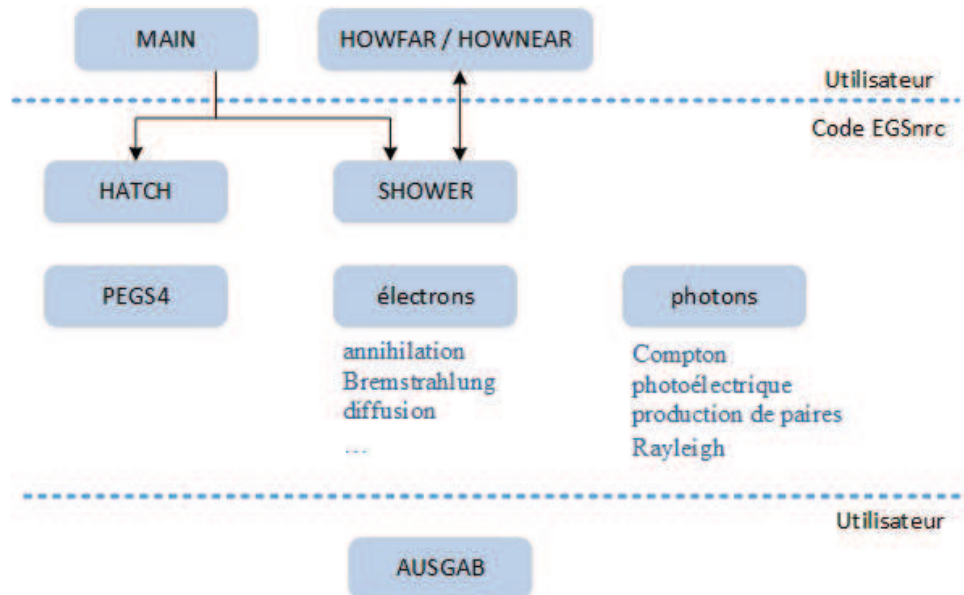 MAIN
HOWFAR / HOWNEAR
Utilisateur
Code EGSnrc
HATCH
SHOWER
PEGS4
électrons
photons
annihilation
Bremstrahlung
diffusion
...
Compton
photoélectrique
production de paires
Rayleigh
Utilisateur
AUSGAB